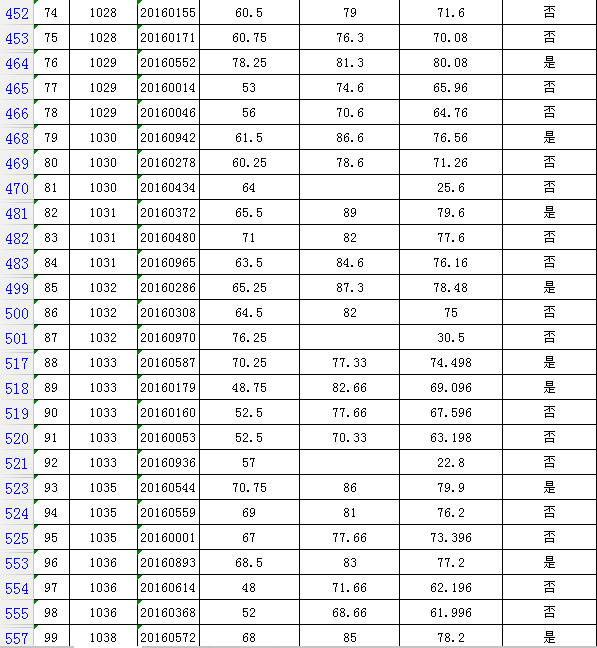 452 74 1028 20160155 60.5 79 71.6 否
453 75 1028 20160171 60.75 76.3 70.08 否
464 76 1029 20160552 78.25 81.3 80.08 是
465 77 1029 20160014 53 74.6 65.96 否
466 78 1029 20160046 56 70.6 64.76 否
468 79 1030 20160942 61.5 86.6 76.56 是
469 80 1030 20160278 60.25 78.6 71.26 否
470 81 1030 20160434 64 25.6 否
481 82 1031 20160372 65.5 89 79.6 是
482 83 1031 20160480 71 82 77.6 否
483 84 1031 20160965 63.5 84.6 76.16 否
499 85 1032 20160286 65.25 87.3 78.48 是
500 86 1032 20160308 64.5 82 75 否
501 87 1032 20160970 76.25 30.5 否
517 88 1033 20160587 70.25 77.33 74.498 是
518 89 1033 20160179 48.75 82.66 69.096 是
519 90 1033 20160160 52.5 77.66 67.596 否
520 91 1033 20160053 52.5 70.33 63.198 否
521 92 1033 20160936 57 22.8 否
523 93 1035 20160544 70.75 86 79.9 是
524 94 1035 20160559 69 81 76.2 否
525 95 1035 20160001 67 77.66 73.396 否
553 96 1036 20160893 68.5 83 77.2 是
554 97 1036 20160614 48 71.66 62.196 否
555 98 1036 20160368 52 68.66 61.996 否
557 99 1038 20160572 68 85 78.2 是